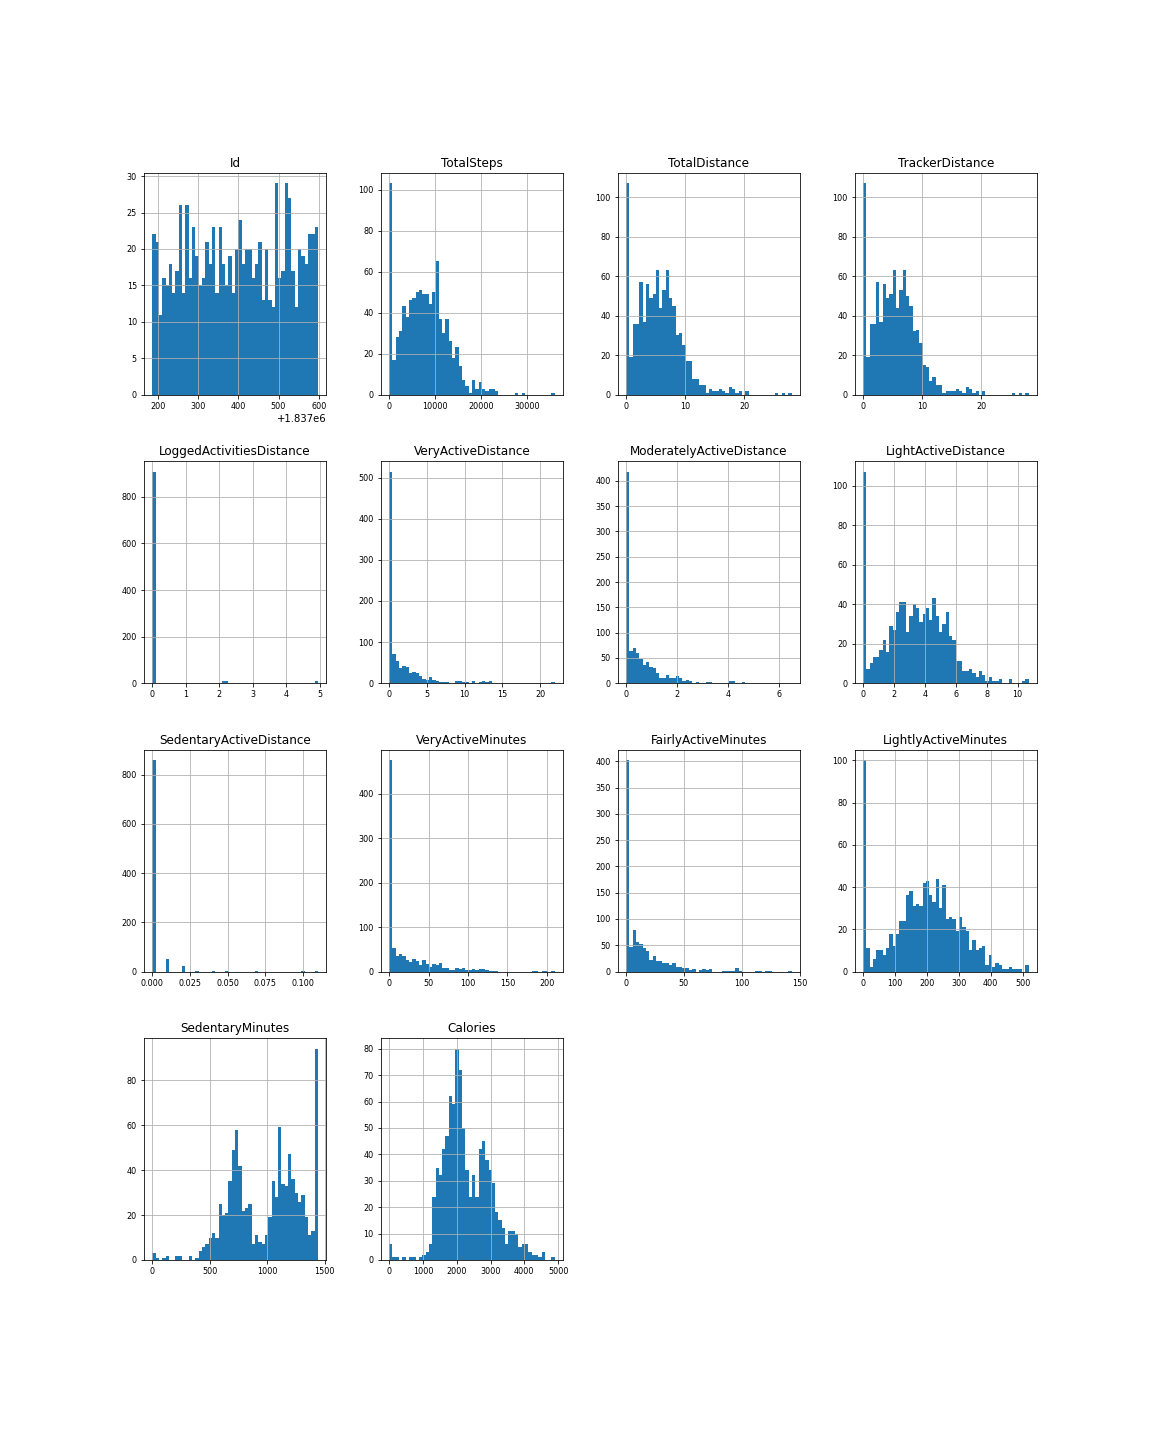 Id TotalSteps TotalDistance TrackerDistance
30 25 20 15 10 5 0
200 300 400 500 600
+1.837e6
100 80 60 40 20 0
0 10000 20000 30000
100 80 60 40 20 0
0 10 20
100 80 60 40 20 0
0 10 20
LoggedActivitiesDistance VeryActiveDistance ModeratelyActiveDistance LightActiveDistance
800 600 400 200 0
0 1 2 3 4 5
500 400 300 200 100 0
0 5 10 15 20
400 350 300 250 200 150 100 50 0
0 2 4 6
100 80 60 40 20 0
0 2 4 6 8 10
SedentaryActiveDistance VeryActiveMinutes FairlyActiveMinutes LightlyActiveMinutes
800 600 400 200 0
0.000 0.025 0.050 0.075 0.100
400 300 200 100 0
0 50 100 150 200
400 350 300 250 200 150 100 50 0
0 50 100 150
100 80 60 40 20 0
0 100 200 300 400 500
SedentaryMinutes Calories
80 60 40 20 0
0 500 1000 1500
80 70 60 50 40 30 20 10 0
0 1000 2000 3000 4000 5000